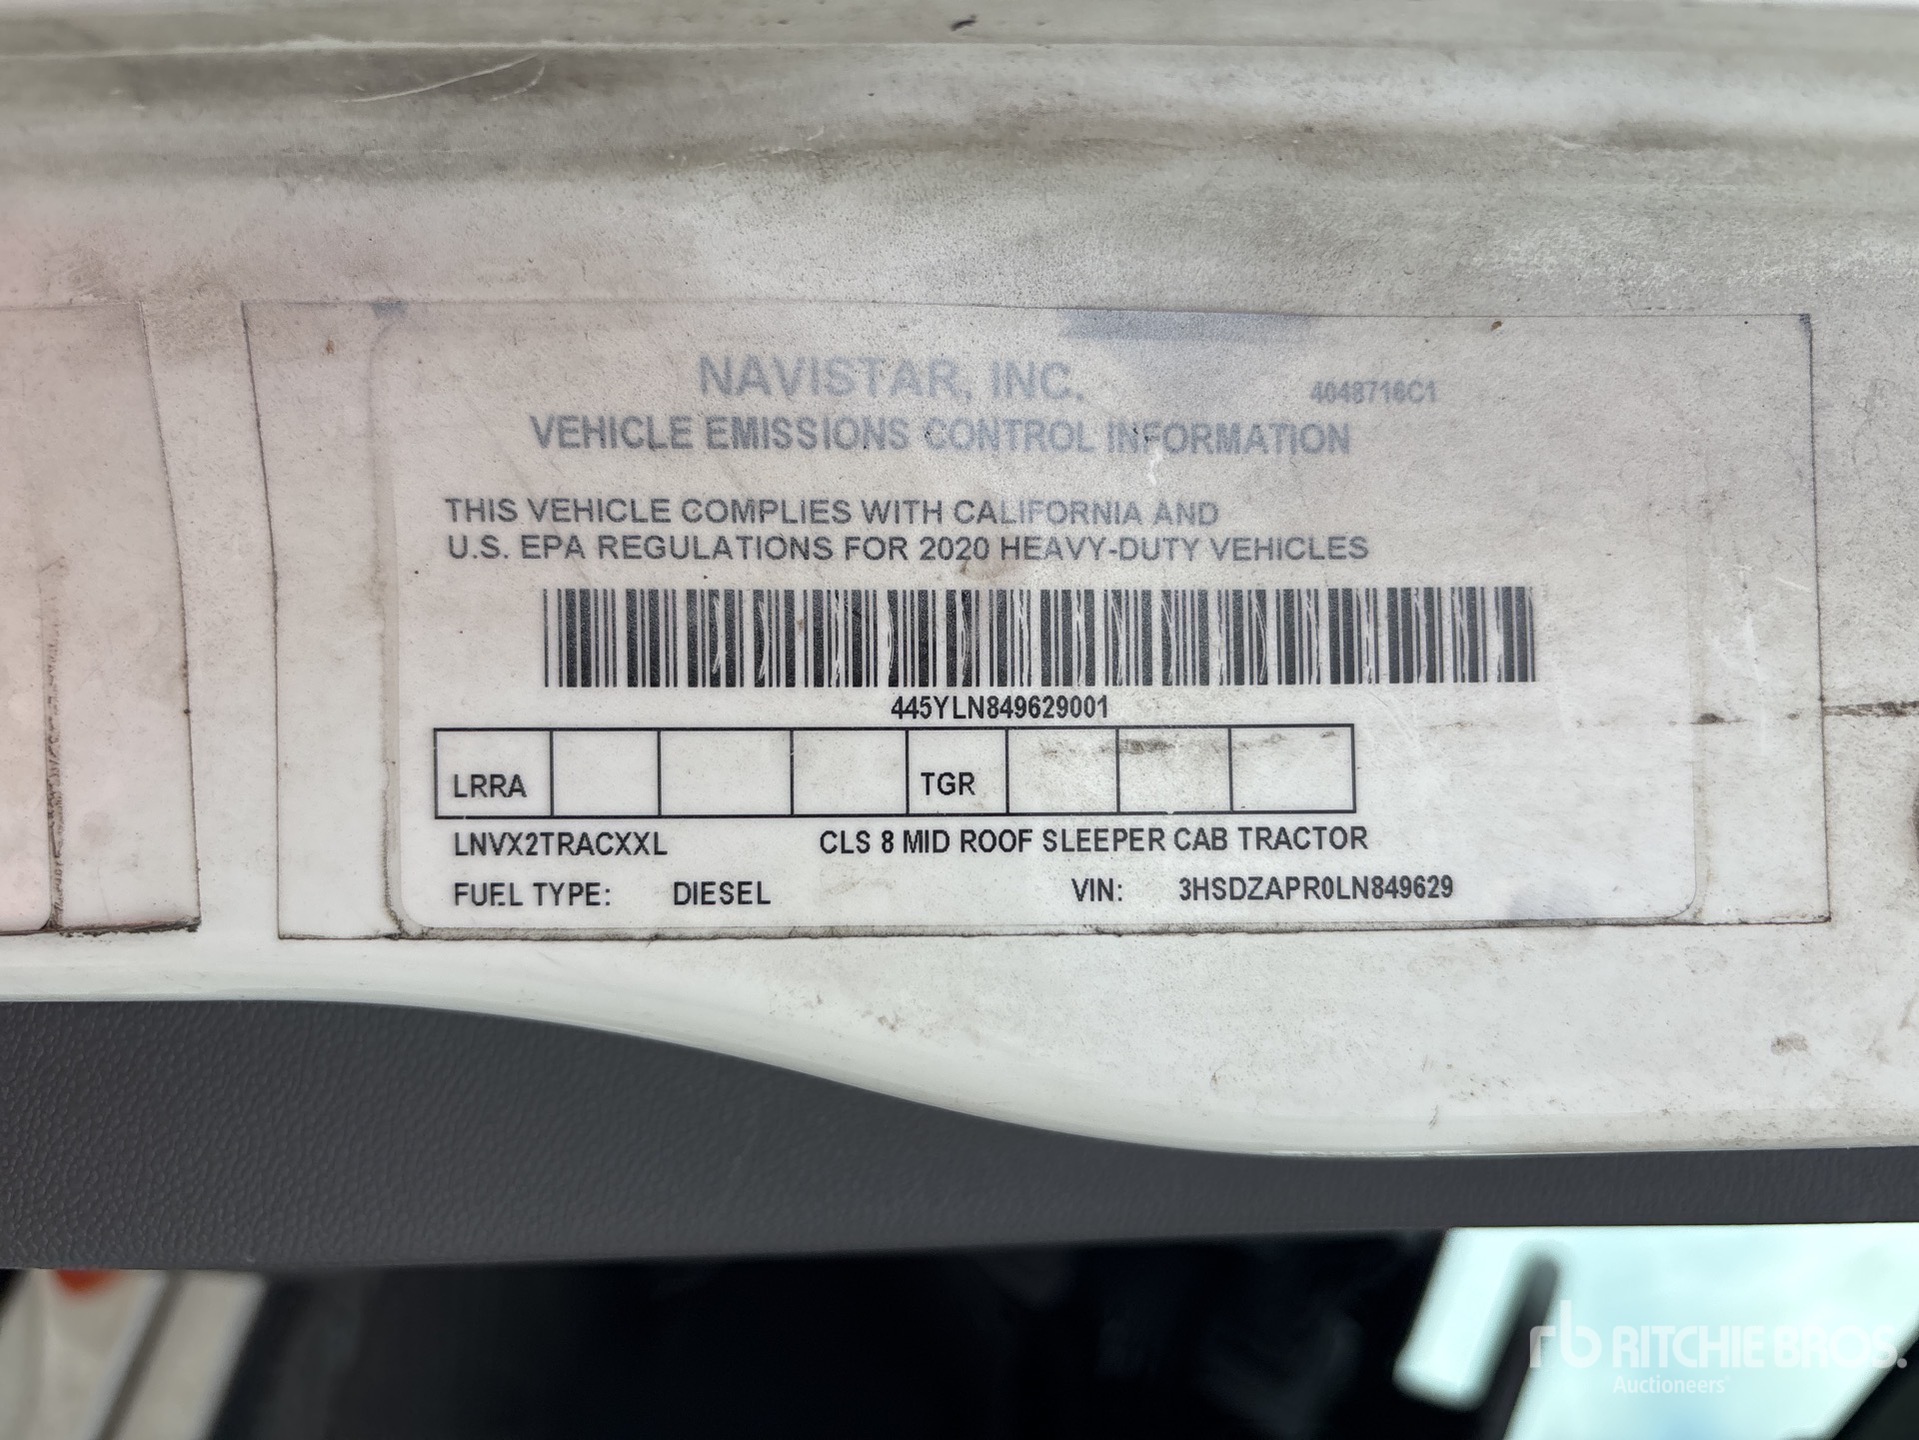 NAVISTAR, INC.
4048716C1
VEHICLE EMISSIONS CONTROL INFORMATION
THIS VEHICLE COMPLIES WITH CALIFORNIA AND
U.S. EPA REGULATIONS FOR 2020 HEAVY-DUTY VEHICLES
445YLN849629001
LRRA TGR
LNVX2TRACXXL CLS 8 MID ROOF SLEEPER CAB TRACTOR
FUEL TYPE: DIESEL VIN: 3HSDZAPR0LN849629
rb RITCHIE BROS.
Auctioneers